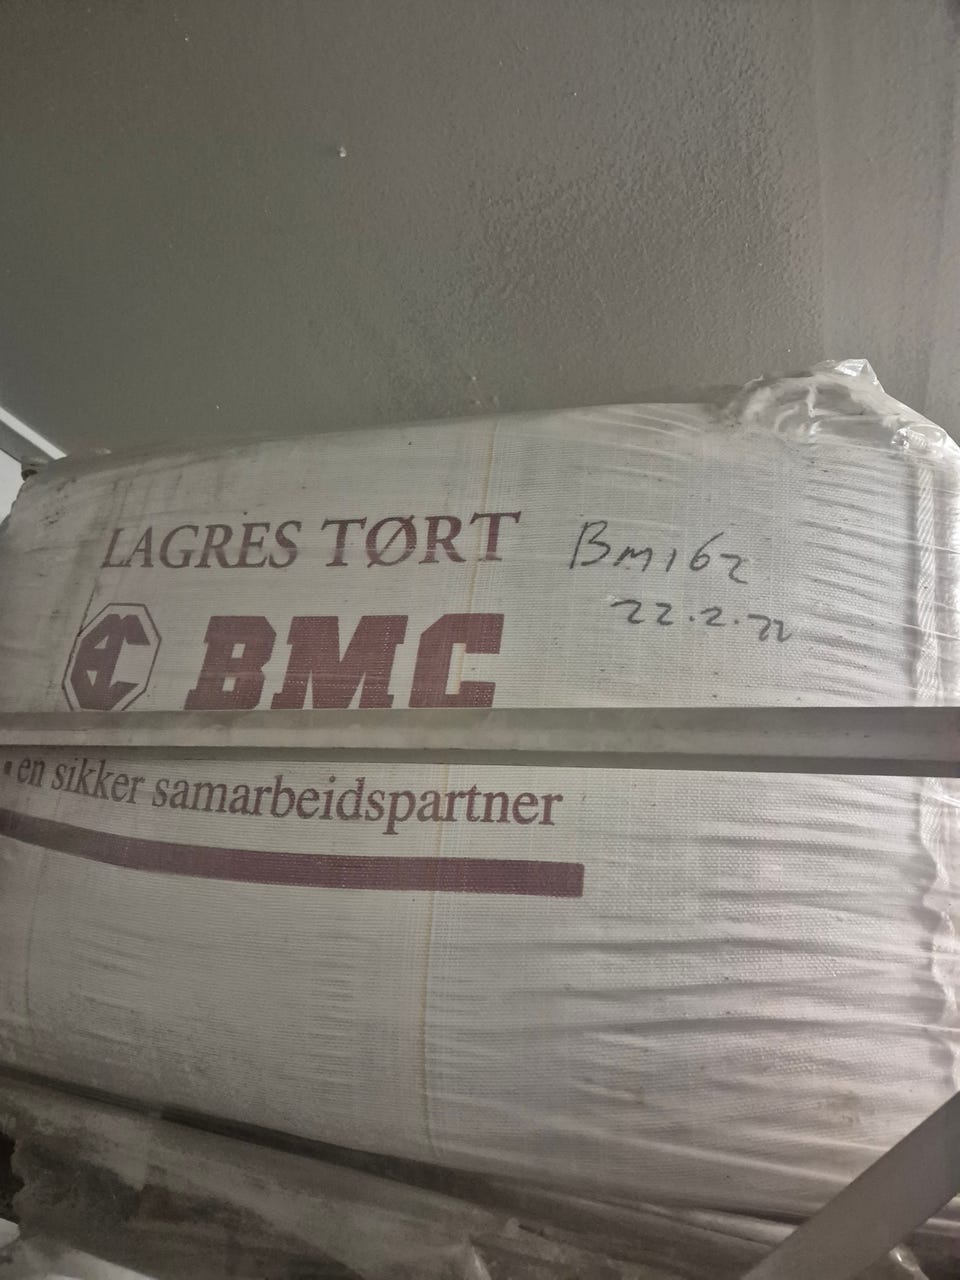 LAGRES TØRT
Bm162
22.2.22
BMC
- en sikker samarbeidspartner